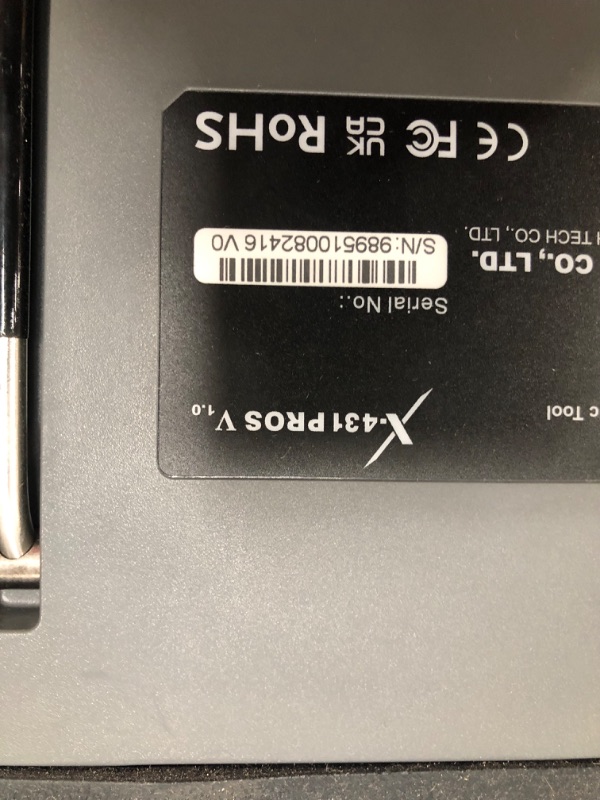 X-431 PROS V1.0
c Tool
Serial No.:
S/N:989510082416 V0
CO., LTD.
H TECH CO., LTD.
CE FC UK CA RoHS